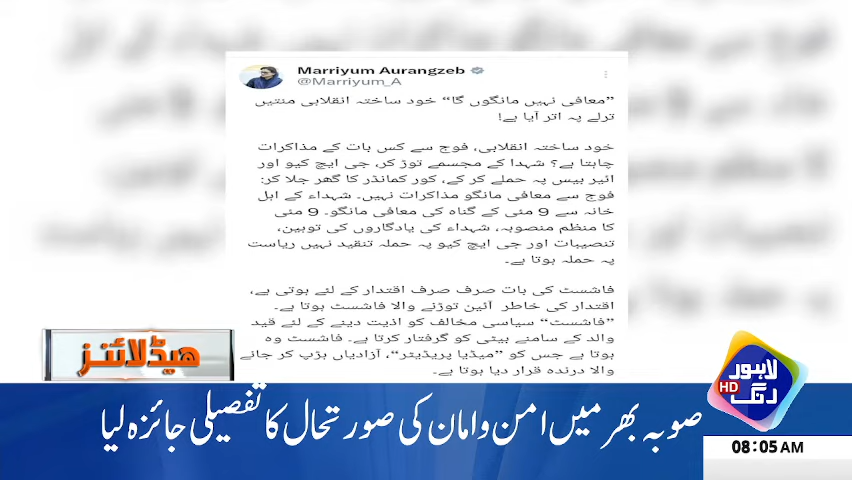 Marriyum Aurangzeb
@Marriyum_A
”معافی نہیں مانگوں گا“ خود ساختہ انقلابی منتیں
ترلے پہ اتر آیا ہے!
خود ساختہ انقلابی، فوج سے کس بات کے مذاکرات
چاہتا ہے؟ شہدا کے مجسمے توڑ کر، جی ایچ کیو اور
ائیر بیس پہ حملے کر کے، کور کمانڈر کا گھر جلا کر:
فوج سے معافی مانگو مذاکرات نہیں۔ شہداء کے اہل
خانہ سے 9 مئی کے گناہ کی معافی مانگو۔ 9 مئی
کا منظم منصوبہ، شہداء کی یادگاروں کی توہین،
تنصیبات اور جی ایچ کیو پہ حملہ تنقید نہیں ریاست
پہ حملہ ہوتا ہے۔
فاشسٹ کی بات صرف صرف اقتدار کے لئے ہوتی ہے،
اقتدار کی خاطر آئین توڑنے والا فاشسٹ ہوتا ہے۔
”فاشسٹ“ سیاسی مخالف کو اذیت دینے کے لئے قید
والد کے سامنے بیٹی کو گرفتار کرتا ہے۔ فاشسٹ وہ
ہوتا ہے جس کو ”میڈیا پریڈیٹر“، آزادیاں ہڑپ کر جانے
والا درندہ قرار دیا ہوتا ہے۔
ہیڈلائنز
لاہور
رنگ
HD
صوبہ بھر میں امن وامان کی صورتحال کا تفصیلی جائزہ لیا
08:05 AM